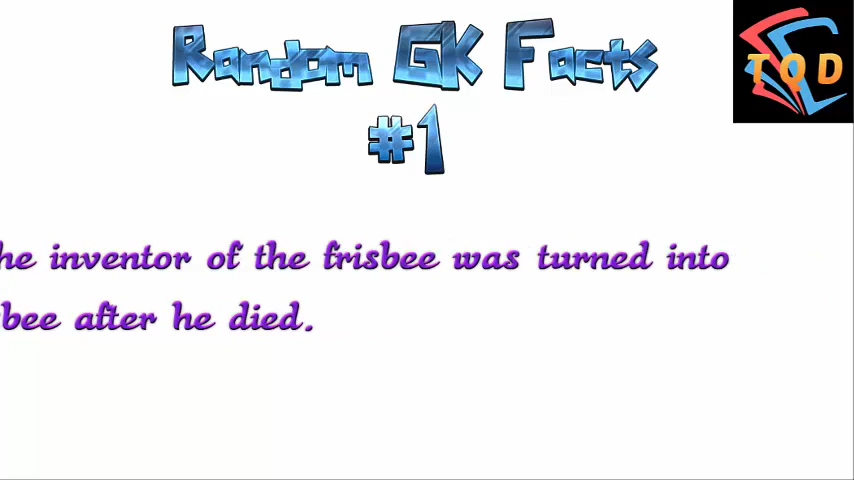 Random GK Facts
#1
TOD
he inventor of the frisbee was turned into
bee after he died.